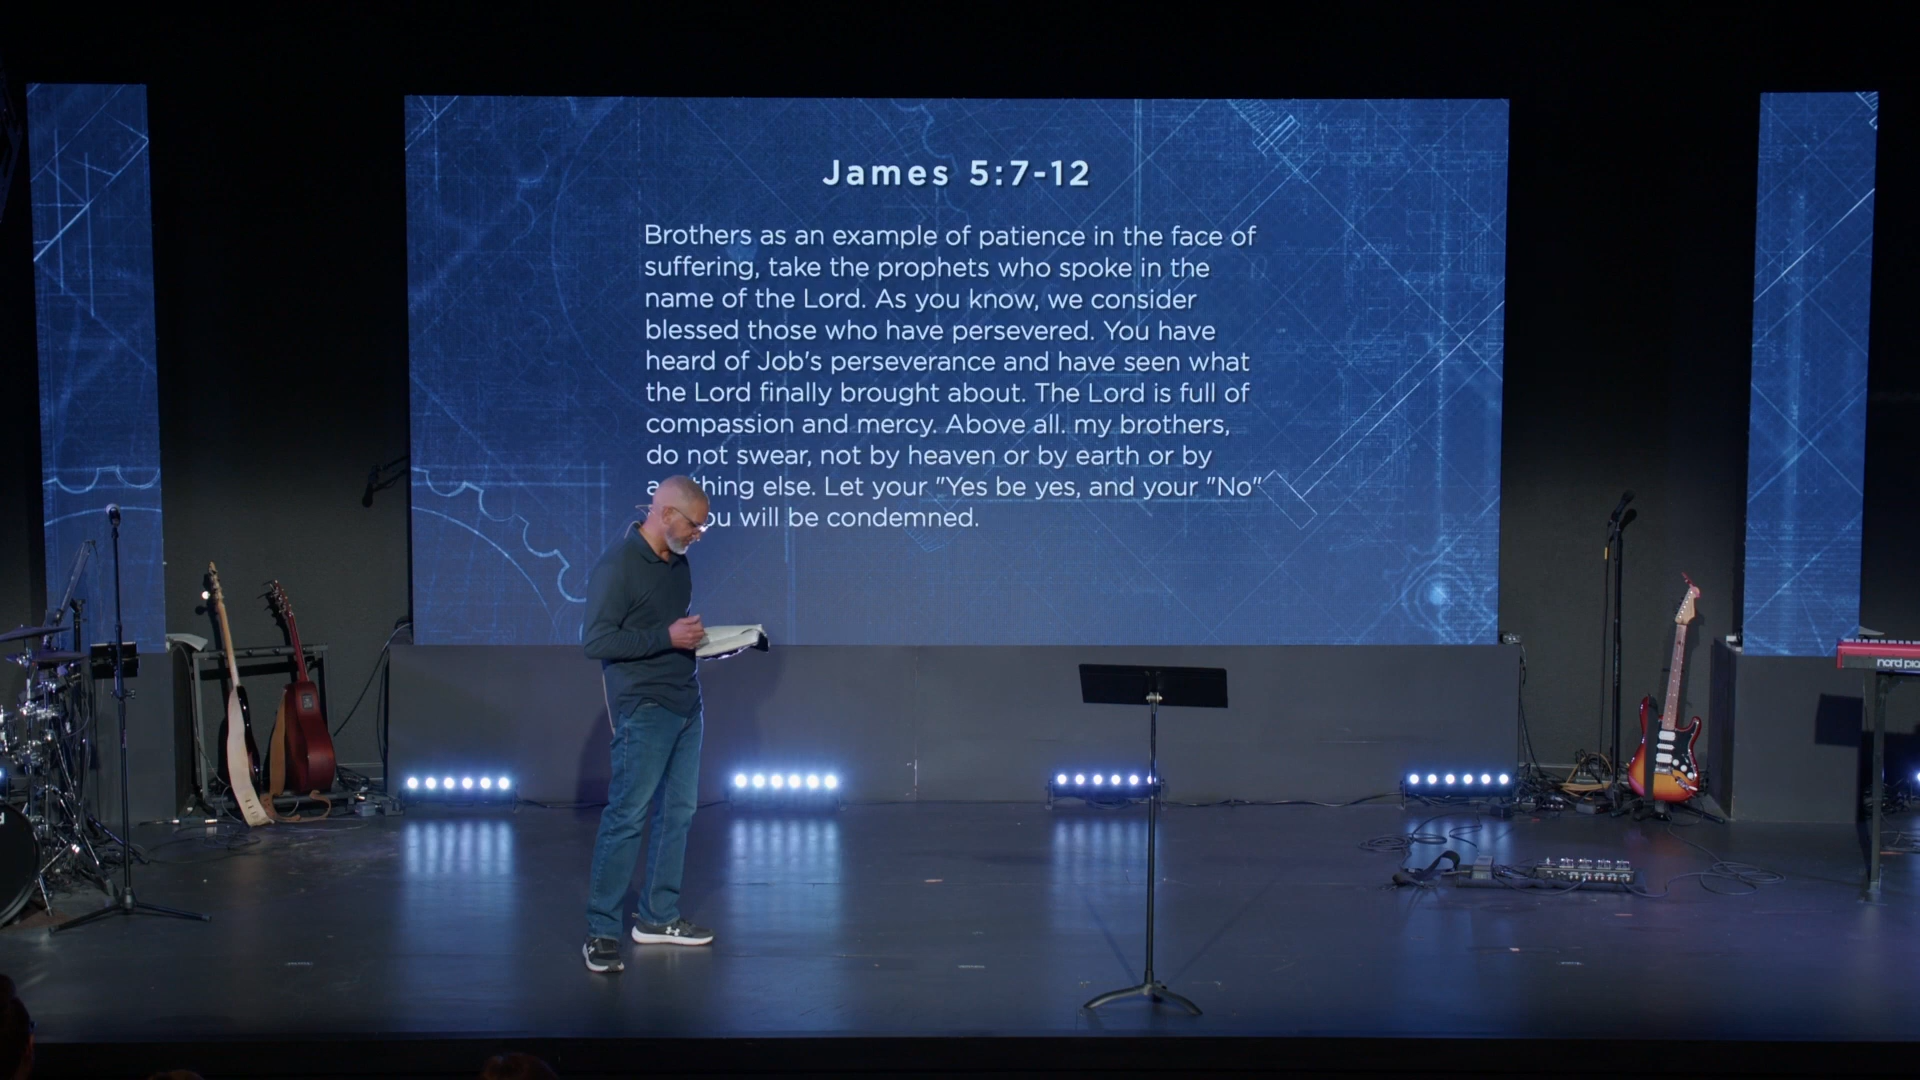 James 5:7-12
Brothers as an example of patience in the face of
suffering, take the prophets who spoke in the
name of the Lord. As you know, we consider
blessed those who have persevered. You have
heard of Job's perseverance and have seen what
the Lord finally brought about. The Lord is full of
compassion and mercy. Above all. my brothers,
do not swear, not by heaven or by earth or by
else. Let your "Yes be yes, and your "No"
will be condemned.
nord